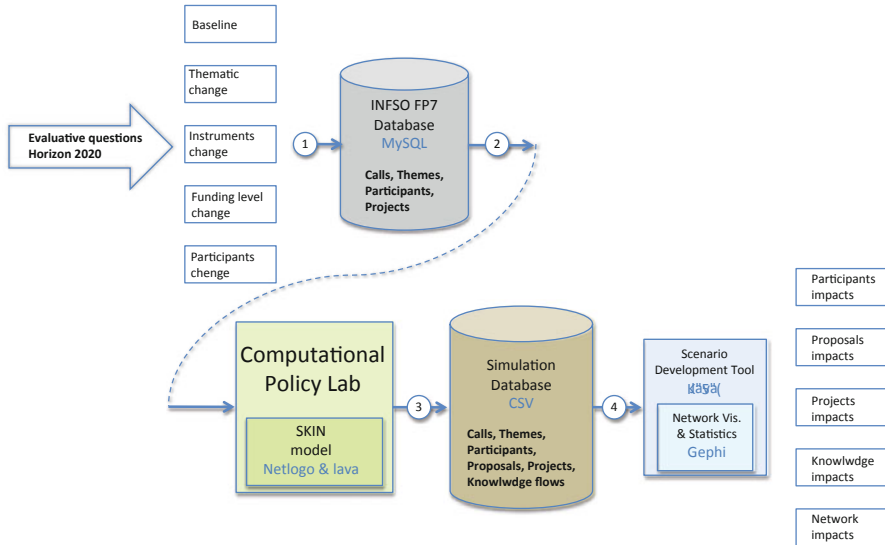 Baseline
Thematic
change
Evaluative questions
Horizon 2020
Instruments
change
Funding level
change
Participants
chenge
1
INFSO FP7
Database
MySQL
Calls, Themes,
Participants,
Projects
2
Computational
Policy Lab
SKIN
model
Netlogo & lava
3
Simulation
Database
CSV
Calls, Themes,
Participants,
Proposals, Projects,
Knowlwdge flows
4
Scenario
Development Tool
Network Vis.
& Statistics
Gephi
Participants
impacts
Proposals
impacts
Projects
impacts
Knowlwdge
impacts
Network
impacts